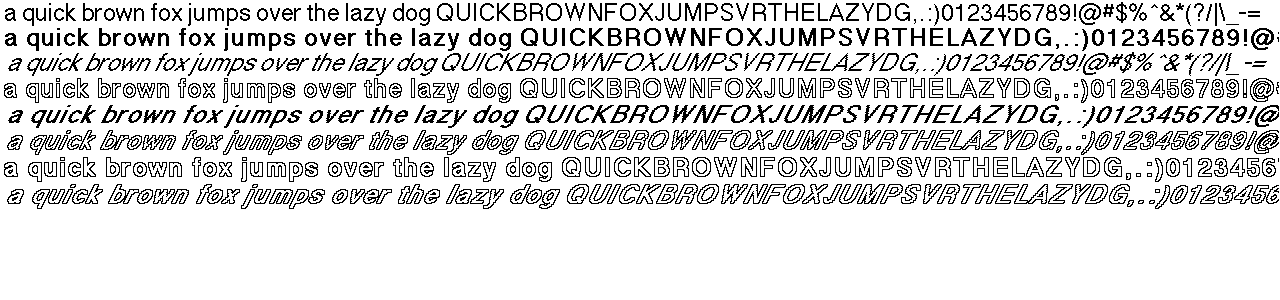 a quick brown fox jumps over the lazy dog QUICKBROWNFOXJUMPSVRTHELAZYDG,.:)0123456789!@#$%^&*(?/|\_-=
a quick brown fox jumps over the lazy dog QUICKBROWNFOXJUMPSVRTHELAZYDG,.:)0123456789!@
a quick brown fox jumps over the lazy dog QUICKBROWNFOXJUMPSVRTHELAZYDG,.:)0123456789!@#$%^&*(?/|\_-=
a quick brown fox jumps over the lazy dog QUICKBROWNFOXJUMPSVRTHELAZYDG,.:)0123456789!@
a quick brown fox jumps over the lazy dog QUICKBROWNFOXJUMPSVRTHELAZYDG,.:)0123456789!@
a quick brown fox jumps over the lazy dog QUICKBROWNFOXJUMPSVRTHELAZYDG,.:)0123456789!@
a quick brown fox jumps over the lazy dog QUICKBROWNFOXJUMPSVRTHELAZYDG,.:)0123456
a quick brown fox jumps over the lazy dog QUICKBROWNFOXJUMPSVRTHELAZYDG,.:)0123456